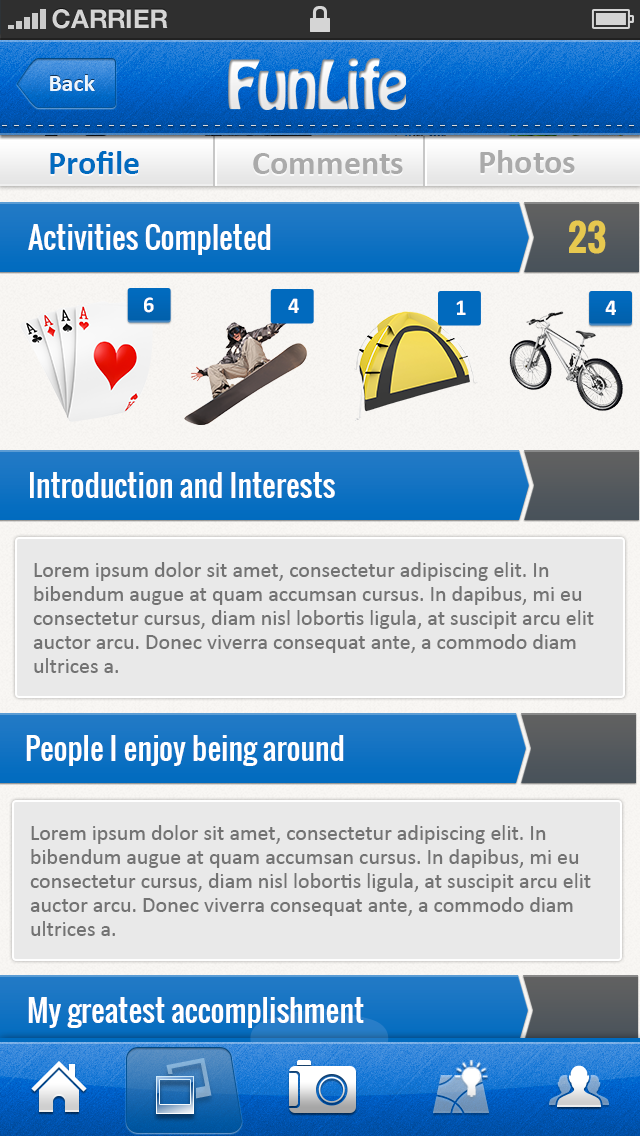 CARRIER
Back
FunLife
Profile Comments Photos
Activities Completed 23
6 4 1 4
A A A A
Introduction and Interests
Lorem ipsum dolor sit amet, consectetur adipiscing elit. In
bibendum augue at quam accumsan cursus. In dapibus, mi eu
consectetur cursus, diam nisl lobortis ligula, at suscipit arcu elit
auctor arcu. Donec viverra consequat ante, a commodo diam
ultrices a.
People I enjoy being around
Lorem ipsum dolor sit amet, consectetur adipiscing elit. In
bibendum augue at quam accumsan cursus. In dapibus, mi eu
consectetur cursus, diam nisl lobortis ligula, at suscipit arcu elit
auctor arcu. Donec viverra consequat ante, a commodo diam
ultrices a.
My greatest accomplishment